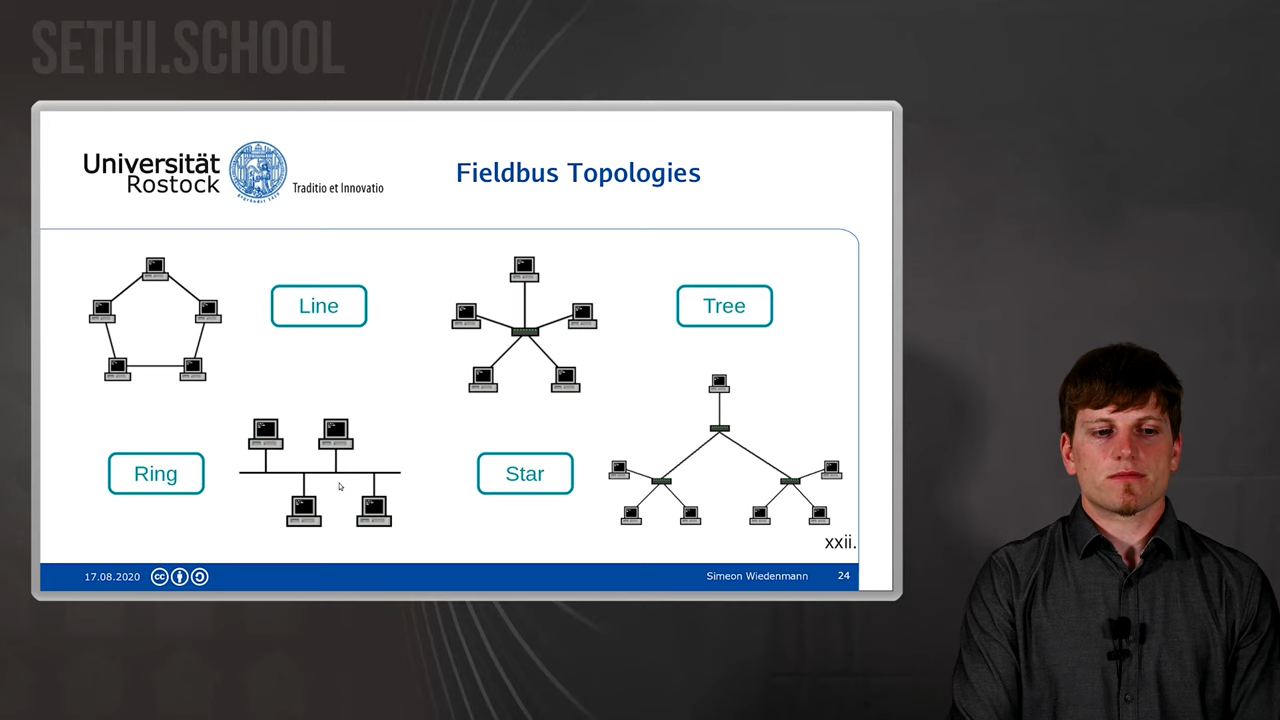 SETHI.SCHOOL
Universität
Rostock
Traditio et Innovatio
Fieldbus Topologies
Line
Tree
Ring
Star
xxii.
17.08.2020
Simeon Wiedenmann
24